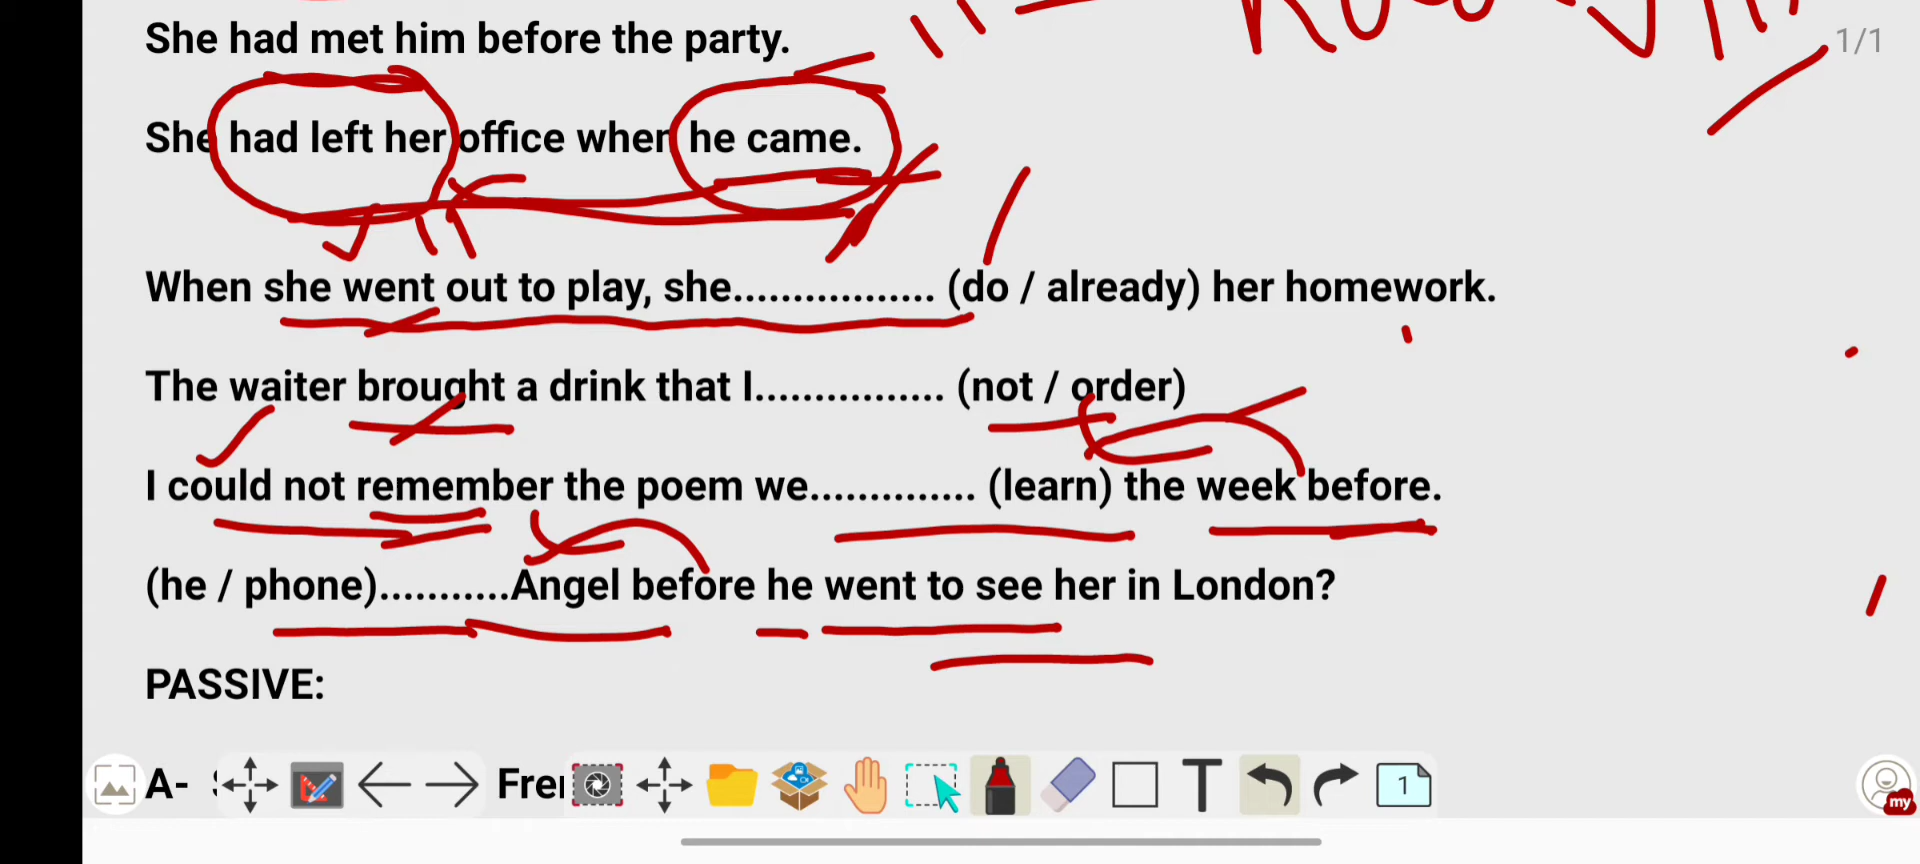 She had met him before the party.
1/1
She had left her office when he came.
When she went out to play, she................. (do / already) her homework.
The waiter brought a drink that I................ (not / order)
I could not remember the poem we.............. (learn) the week before.
(he / phone)...........Angel before he went to see her in London?
PASSIVE:
A-
T
1
my